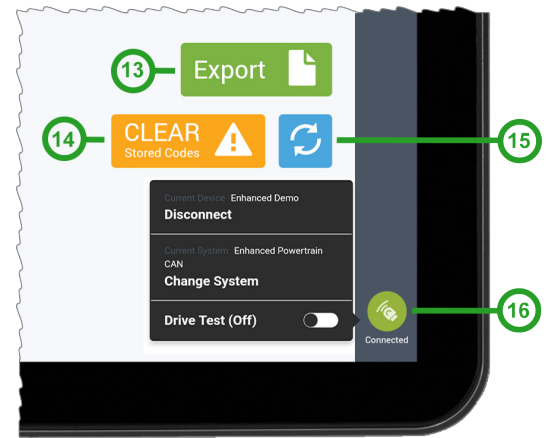 13
Export
14
CLEAR
Stored Codes
15
Current Device Enhanced Demo
Disconnect
Current System Enhanced Powertrain
CAN
Change System
Drive Test (Off)
16
Connected